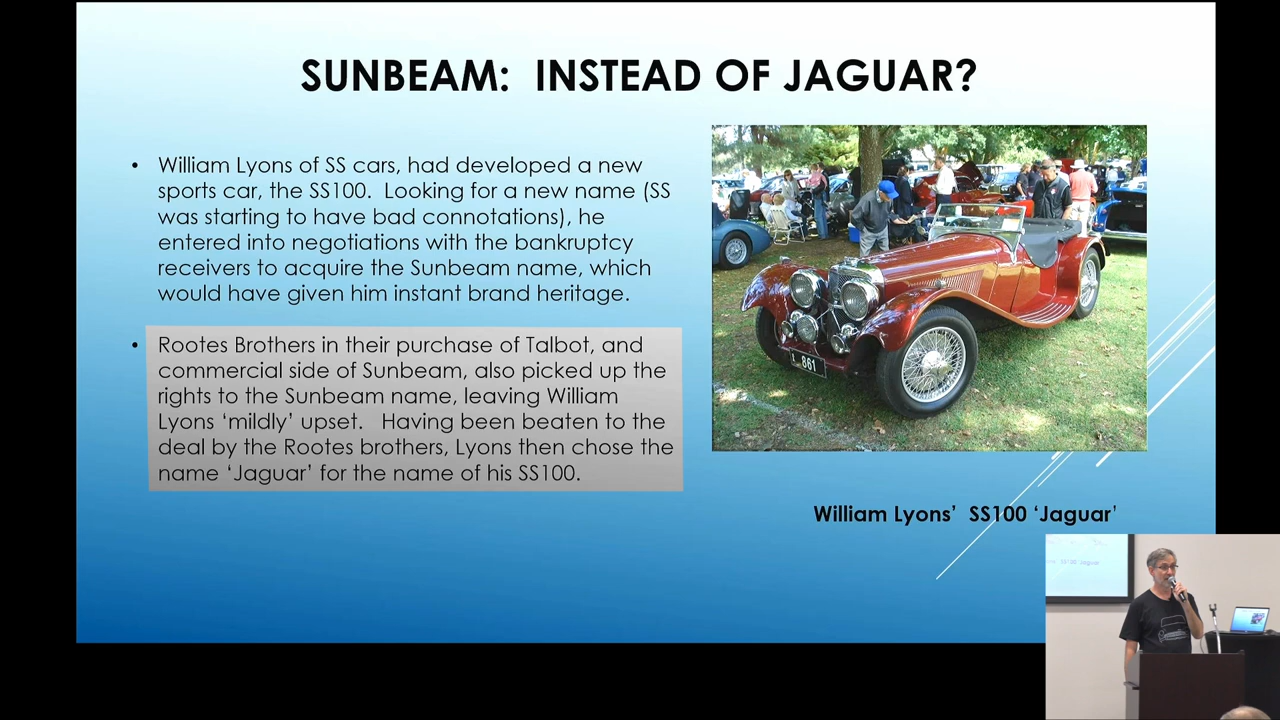 SUNBEAM: INSTEAD OF JAGUAR?
• William Lyons of SS cars, had developed a new
sports car, the SS100. Looking for a new name (SS
was starting to have bad connotations), he
entered into negotiations with the bankruptcy
receivers to acquire the Sunbeam name, which
would have given him instant brand heritage.
• Rootes Brothers in their purchase of Talbot, and
commercial side of Sunbeam, also picked up the
rights to the Sunbeam name, leaving William
Lyons ‘mildly’ upset. Having been beaten to the
deal by the Rootes brothers, Lyons then chose the
name ‘Jaguar’ for the name of his SS100.
861
William Lyons’ SS100 ‘Jaguar’
SS100 'Jaguar'